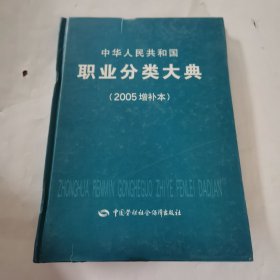 中华人民共和国
职业分类大典
(2005增补本)
ZHONGHUA RENMIN GONGHEGUO ZHIYE FENLEI DADIAN
中国劳动社会保障出版社